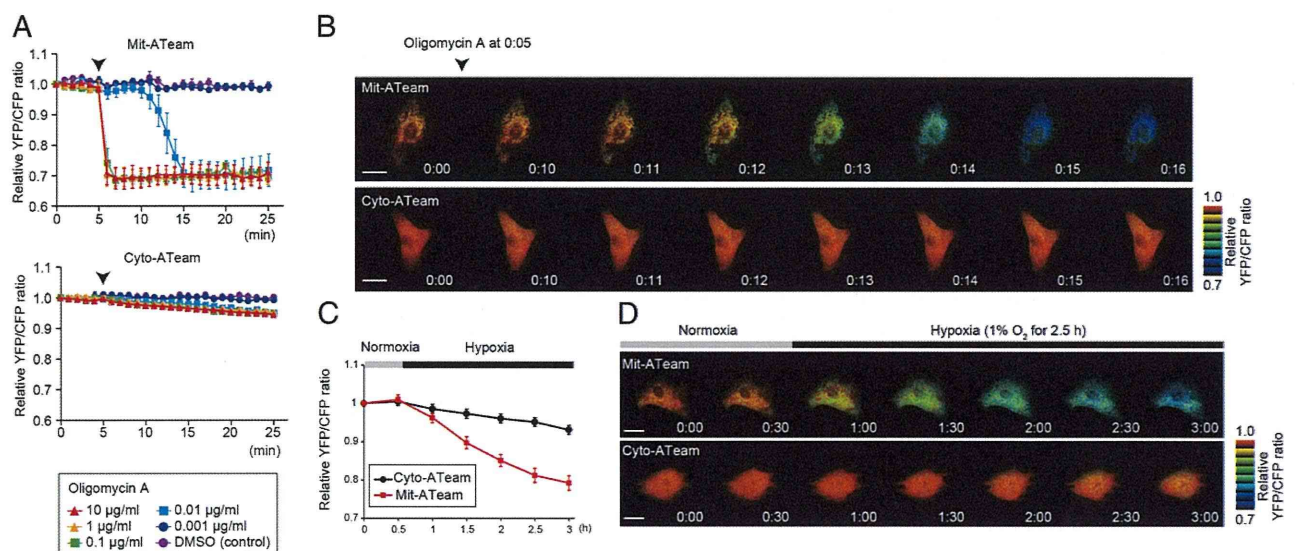 A
Mit-ATeam
Relative YFP/CFP ratio
1.1
1.0
0.9
0.8
0.7
0.6
0 5 10 15 20 25
(min)
Cyto-ATeam
Relative YFP/CFP ratio
1.1
1.0
0.9
0.8
0.7
0.6
0 5 10 15 20 25
(min)
Oligomycin A
10 µg/ml
1 µg/ml
0.1 µg/ml
0.01 µg/ml
0.001 µg/ml
DMSO (control)
B
Oligomycin A at 0:05
Mit-ATeam
0:00 0:10 0:11 0:12 0:13 0:14 0:15 0:16
Cyto-ATeam
0:00 0:10 0:11 0:12 0:13 0:14 0:15 0:16
1.0
Relative
YFP/CFP ratio
0.7
C
Normoxia Hypoxia
Relative YFP/CFP ratio
1.1
1
0.9
0.8
0.7
Cyto-ATeam
Mit-ATeam
0 0.5 1 1.5 2 2.5 3 (h)
D
Normoxia Hypoxia (1% O₂ for 2.5 h)
Mit-ATeam
0:00 0:30 1:00 1:30 2:00 2:30 3:00
Cyto-ATeam
0:00 0:30 1:00 1:30 2:00 2:30 3:00
1.0
Relative
YFP/CFP ratio
0.7